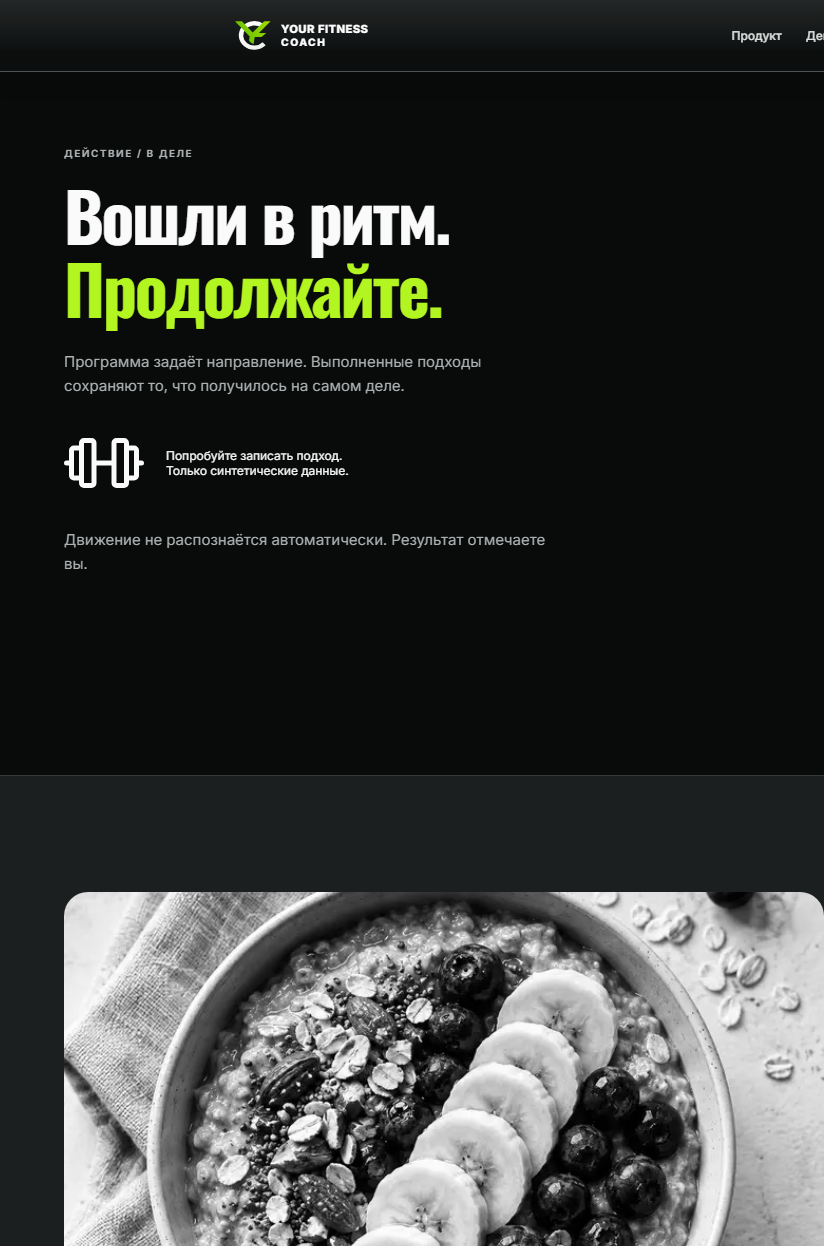 YOUR FITNESS
COACH
Продукт
ДЕЙСТВИЕ / В ДЕЛЕ
Вошли в ритм.
Продолжайте.
Программа задаёт направление. Выполненные подходы
сохраняют то, что получилось на самом деле.
Попробуйте записать подход.
Только синтетические данные.
Движение не распознаётся автоматически. Результат отмечаете
вы.